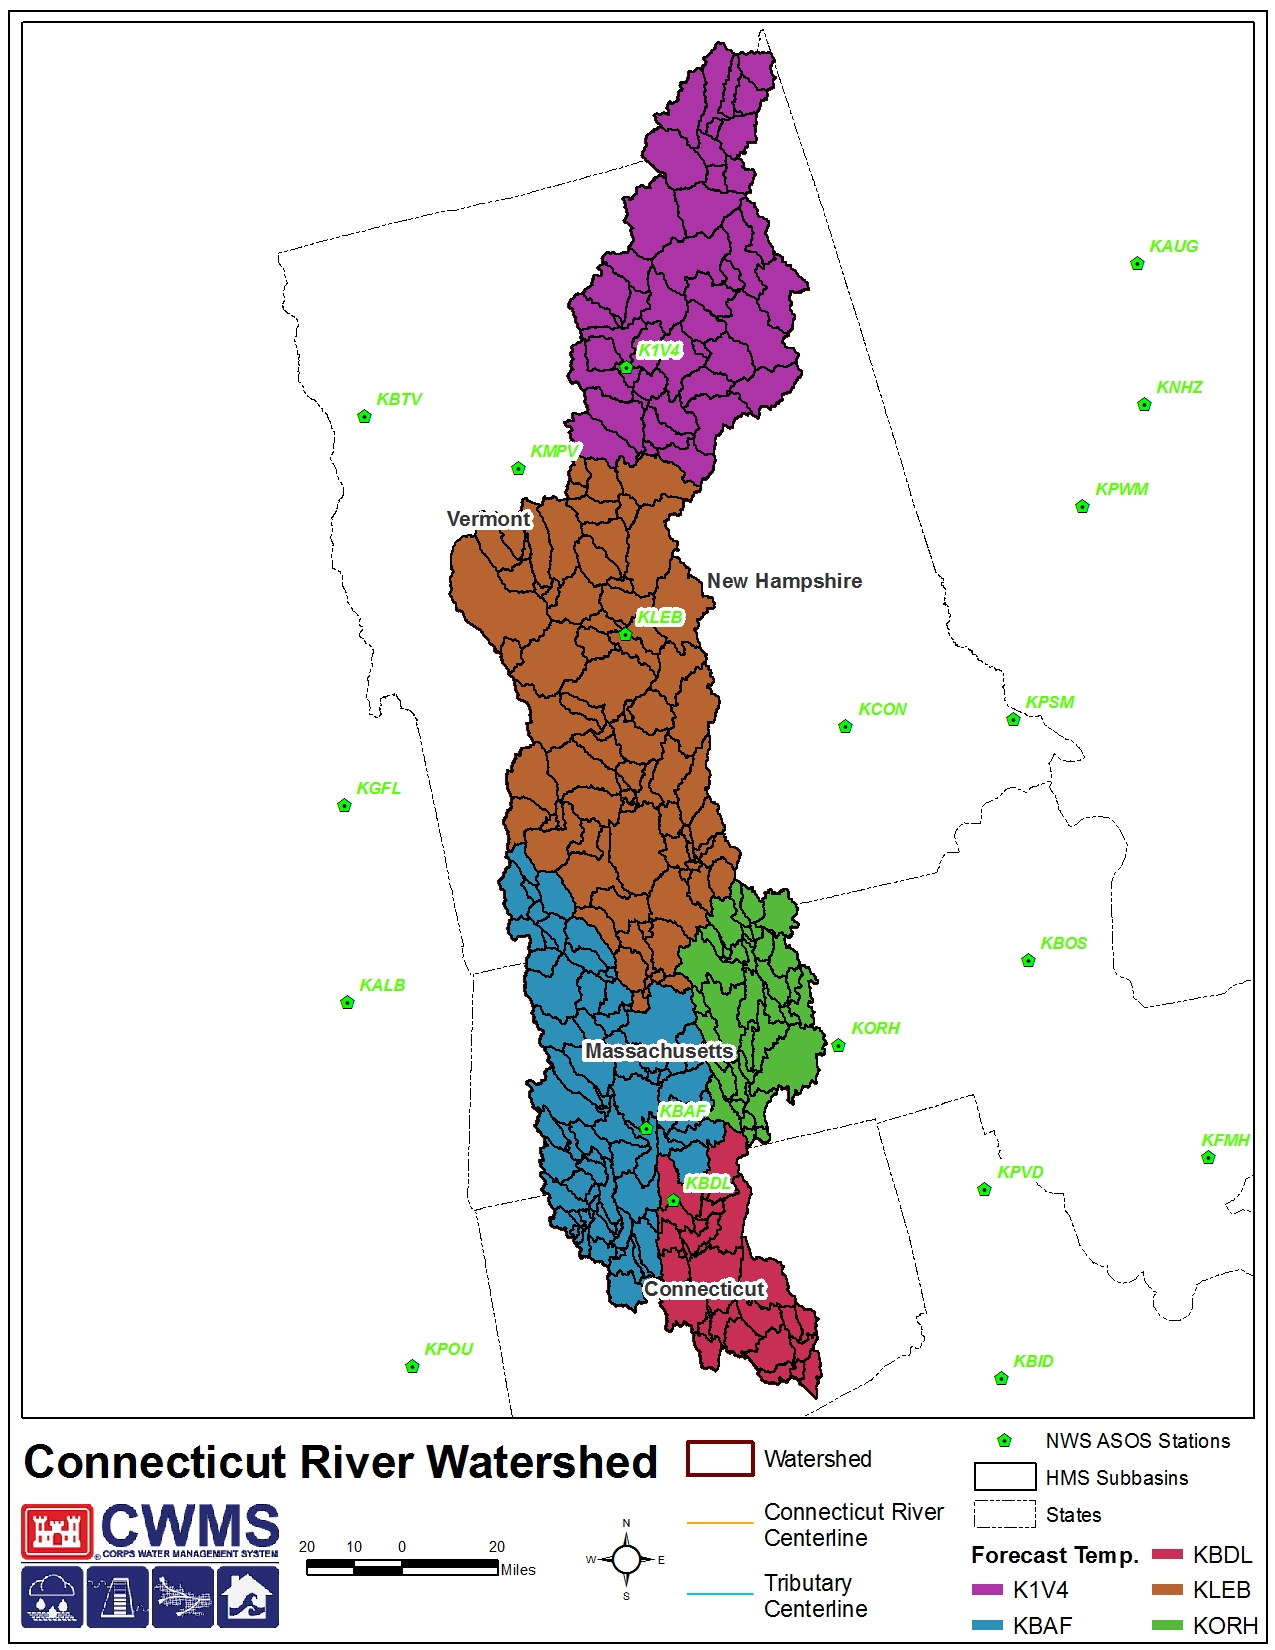 KAUG
K1V4
KNHZ
KBTV
KMPV
KPWM
Vermont
New Hampshire
KLEB
KPSM
KCON
KGFL
KBOS
KALB
KORH
Massachusetts
KBAF
KFMH
KPVD
KBDL
Connecticut
KPOU
KBID
Connecticut River Watershed
CWMS
®
CORPS WATER MANAGEMENT SYSTEM
20 10 0 20
Miles
N
W E
S
Watershed
Connecticut River
Centerline
Tributary
Centerline
NWS ASOS Stations
HMS Subbasins
States
Forecast Temp.
K1V4
KBAF
KBDL
KLEB
KORH